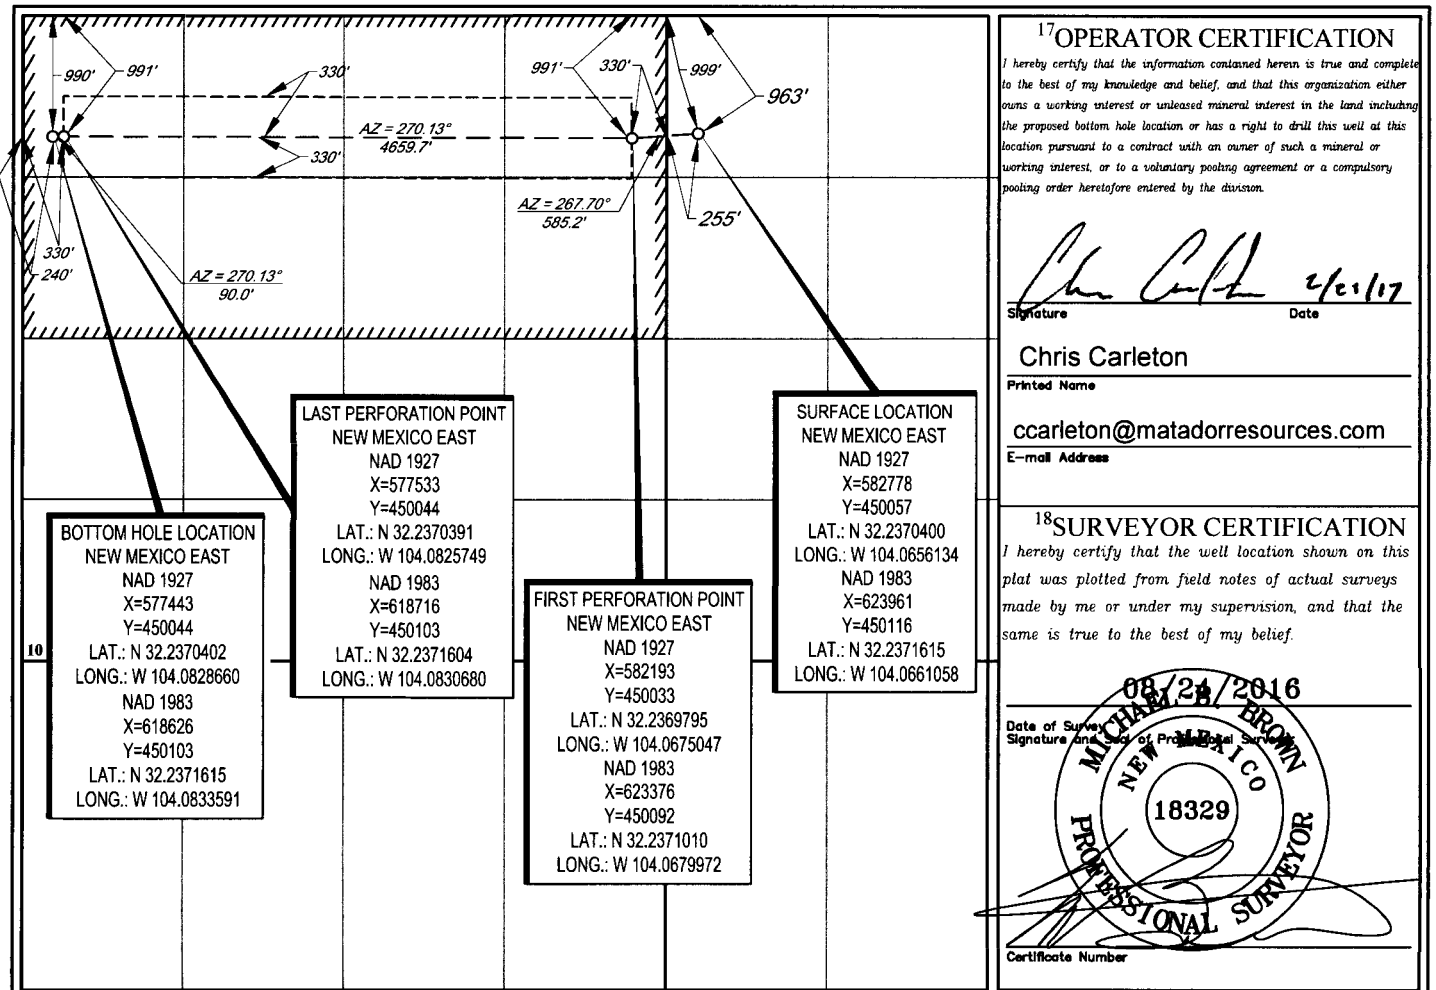 990'
991'
330'
991'
330'
999'
963'
AZ = 270.13°
4659.7'
330'
AZ = 267.70°
585.2'
255'
330'
240'
AZ = 270.13°
90.0'
10
BOTTOM HOLE LOCATION
NEW MEXICO EAST
NAD 1927
X=577443
Y=450044
LAT.: N 32.2370402
LONG.: W 104.0828660
NAD 1983
X=618626
Y=450103
LAT.: N 32.2371615
LONG.: W 104.0833591
LAST PERFORATION POINT
NEW MEXICO EAST
NAD 1927
X=577533
Y=450044
LAT.: N 32.2370391
LONG.: W 104.0825749
NAD 1983
X=618716
Y=450103
LAT.: N 32.2371604
LONG.: W 104.0830680
FIRST PERFORATION POINT
NEW MEXICO EAST
NAD 1927
X=582193
Y=450033
LAT.: N 32.2369795
LONG.: W 104.0675047
NAD 1983
X=623376
Y=450092
LAT.: N 32.2371010
LONG.: W 104.0679972
SURFACE LOCATION
NEW MEXICO EAST
NAD 1927
X=582778
Y=450057
LAT.: N 32.2370400
LONG.: W 104.0656134
NAD 1983
X=623961
Y=450116
LAT.: N 32.2371615
LONG.: W 104.0661058
17OPERATOR CERTIFICATION
I hereby certify that the information contained herein is true and complete
to the best of my knowledge and belief, and that this organization either
owns a working interest or unleased mineral interest in the land including
the proposed bottom hole location or has a right to drill this well at this
location pursuant to a contract with an owner of such a mineral or
working interest, or to a voluntary pooling agreement or a compulsory
pooling order heretofore entered by the division.
2/21/17
Signature Date
Chris Carleton
Printed Name
ccarleton@matadorresources.com
E-mail Address
18SURVEYOR CERTIFICATION
I hereby certify that the well location shown on this
plat was plotted from field notes of actual surveys
made by me or under my supervision, and that the
same is true to the best of my belief.
08/24/2016
Date of Survey
Signature and Seal of Professional Surveyor
MICHAEL B. BROWN
NEW MEXICO
18329
PROFESSIONAL SURVEYOR
Certificate Number